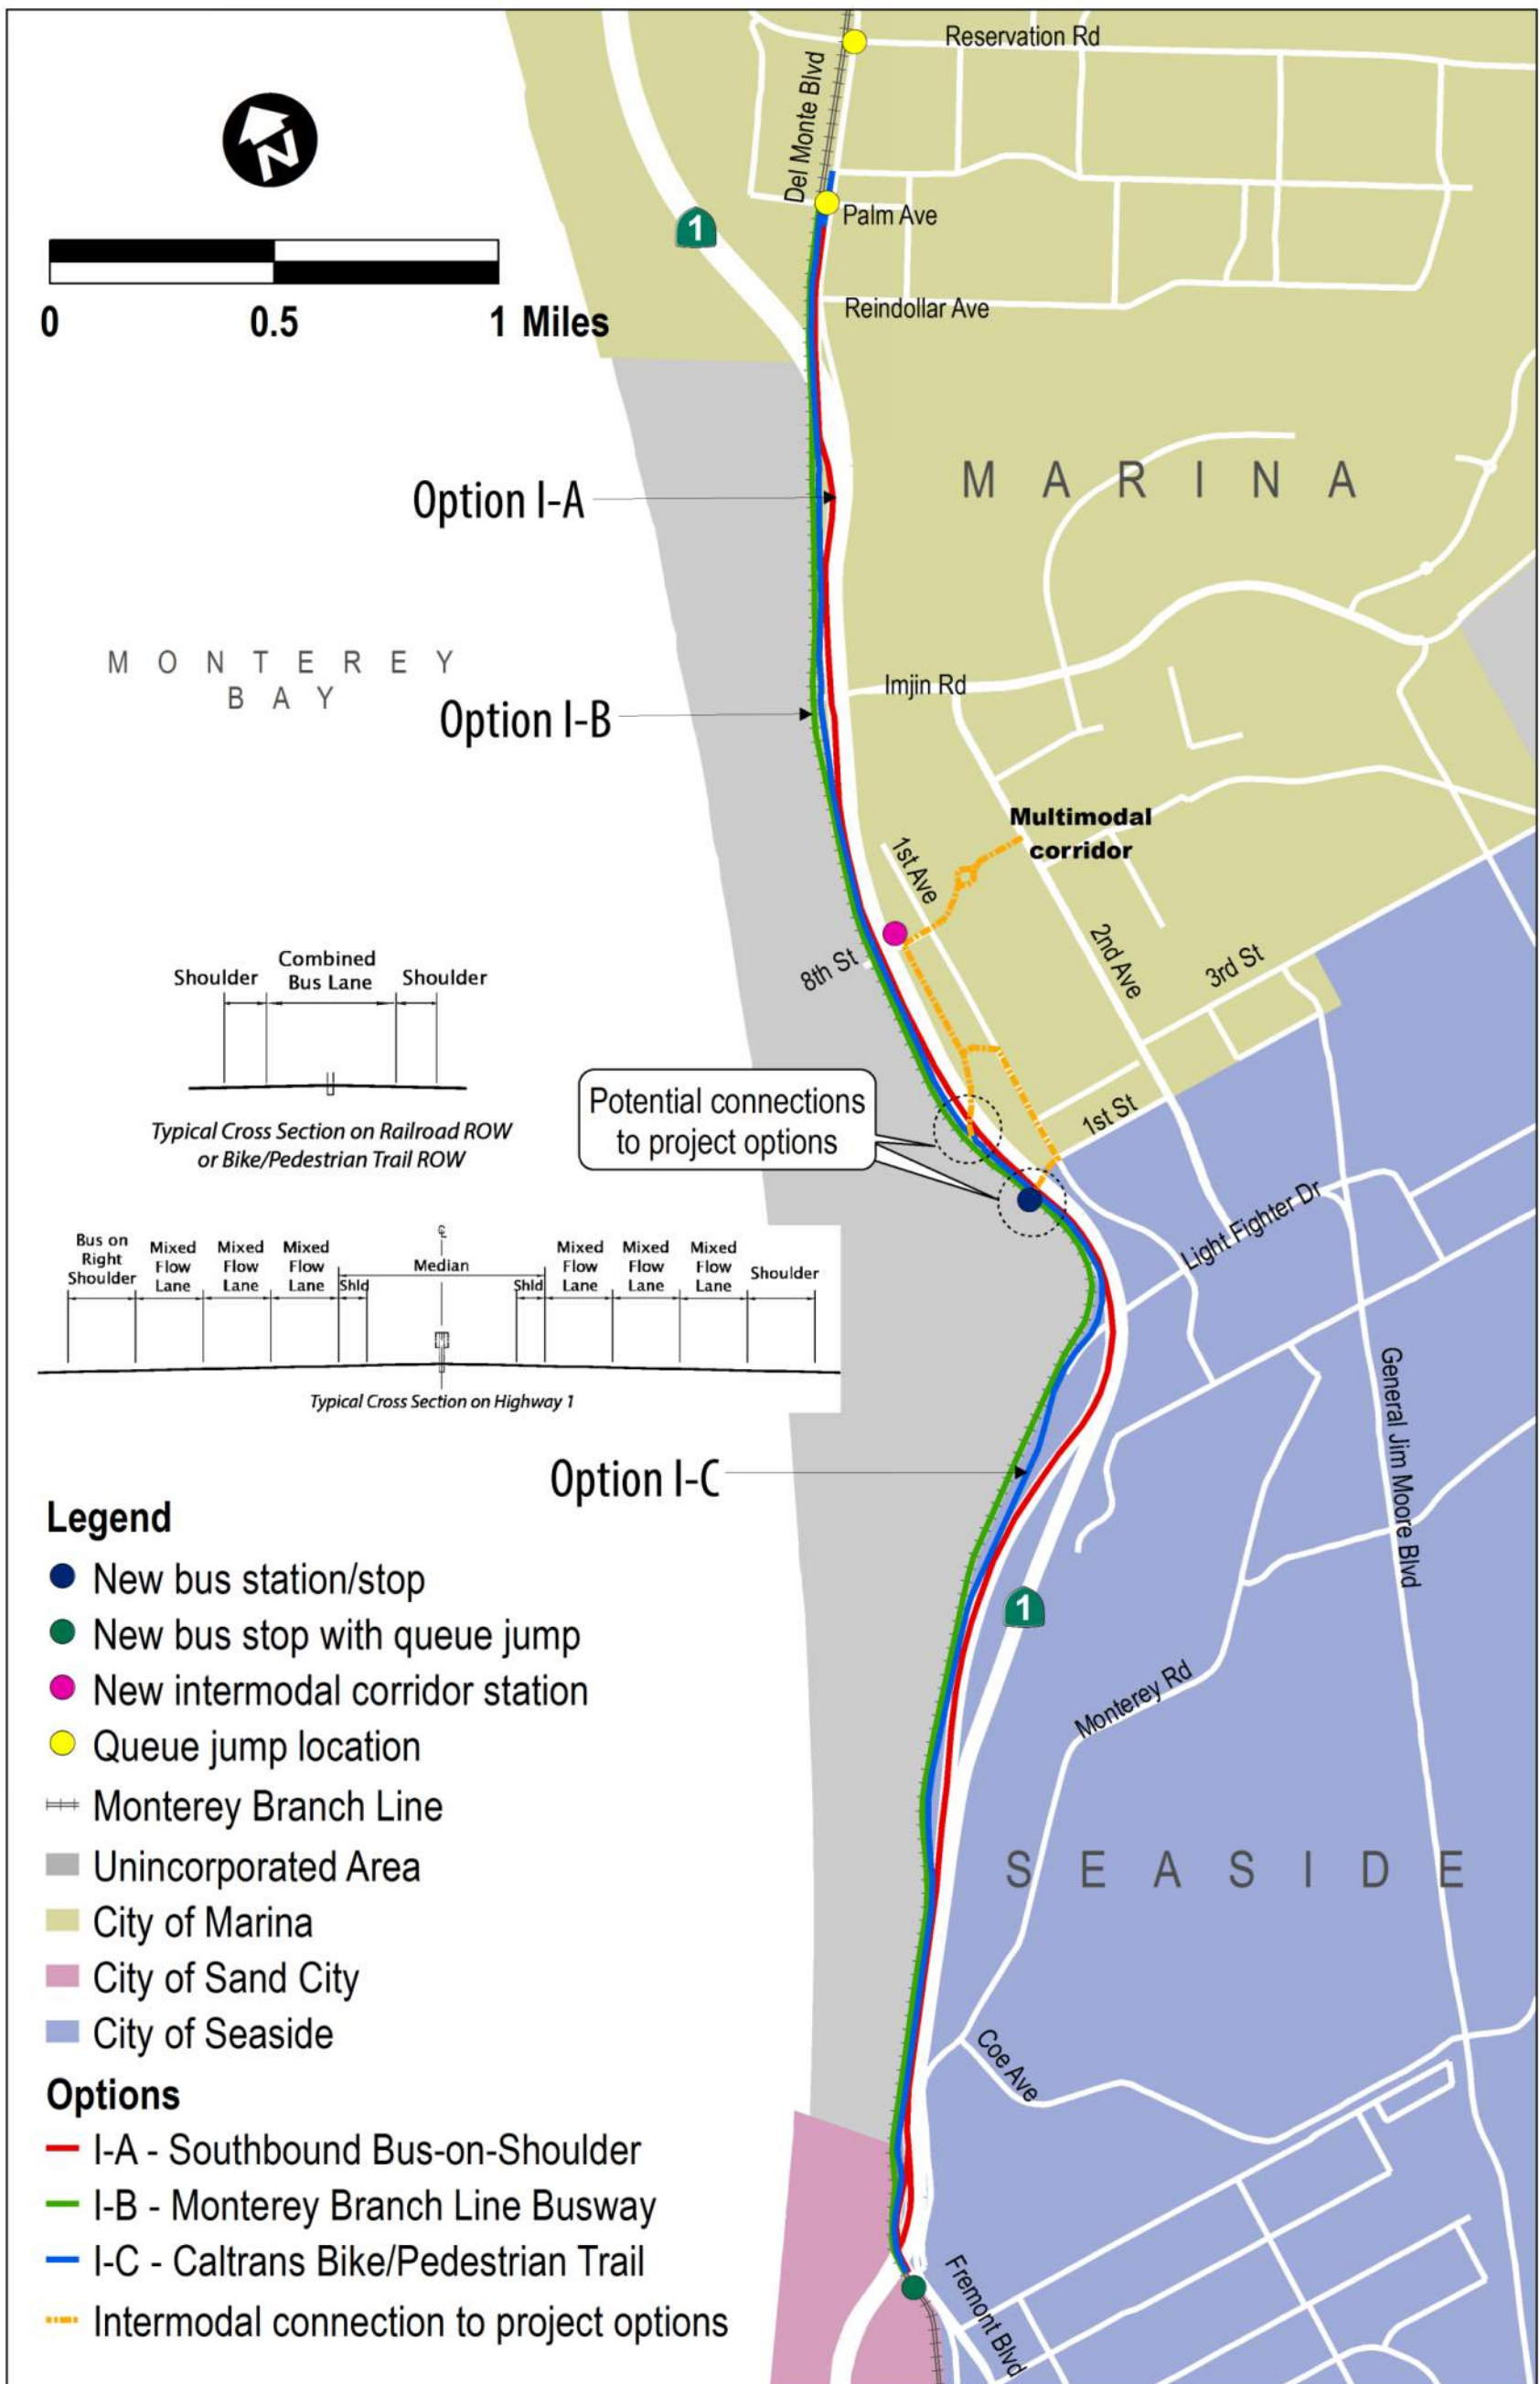 Reservation Rd
Del Monte Blvd
N
1
Palm Ave
Reindollar Ave
0 0.5 1 Miles
MARINA
Option I-A
MONTEREY
BAY
Imjin Rd
Option I-B
Multimodal
corridor
1st Ave
2nd Ave
3rd St
8th St
Shoulder
Combined
Bus Lane
Shoulder
Typical Cross Section on Railroad ROW
or Bike/Pedestrian Trail ROW
Potential connections
to project options
1st St
Light Fighter Dr
Bus on
Right
Shoulder
Mixed
Flow
Lane
Mixed
Flow
Lane
Mixed
Flow
Lane
Shld
℄
Median
Shld
Mixed
Flow
Lane
Mixed
Flow
Lane
Mixed
Flow
Lane
Shoulder
Typical Cross Section on Highway 1
General Jim Moore Blvd
Option I-C
1
Monterey Rd
SEASIDE
Coe Ave
Fremont Blvd
Legend
New bus station/stop
New bus stop with queue jump
New intermodal corridor station
Queue jump location
Monterey Branch Line
Unincorporated Area
City of Marina
City of Sand City
City of Seaside
Options
I-A - Southbound Bus-on-Shoulder
I-B - Monterey Branch Line Busway
I-C - Caltrans Bike/Pedestrian Trail
Intermodal connection to project options